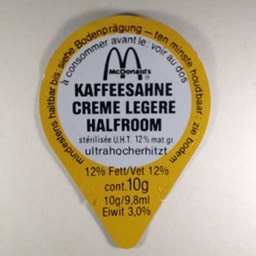 mindestens haltbar bis siehe Bodenprägung — ten minste houdbaar zie bodem
à consommer avant le: voir au dos
McDonald's
KAFFEESAHNE
CREME LEGERE
HALFROOM
stérilisée U.H.T. 12% mat gr.
ultrahocherhitzt
12% Fett/Vet 12%
cont. 10g
10g/9,8ml
Eiwit 3,0%